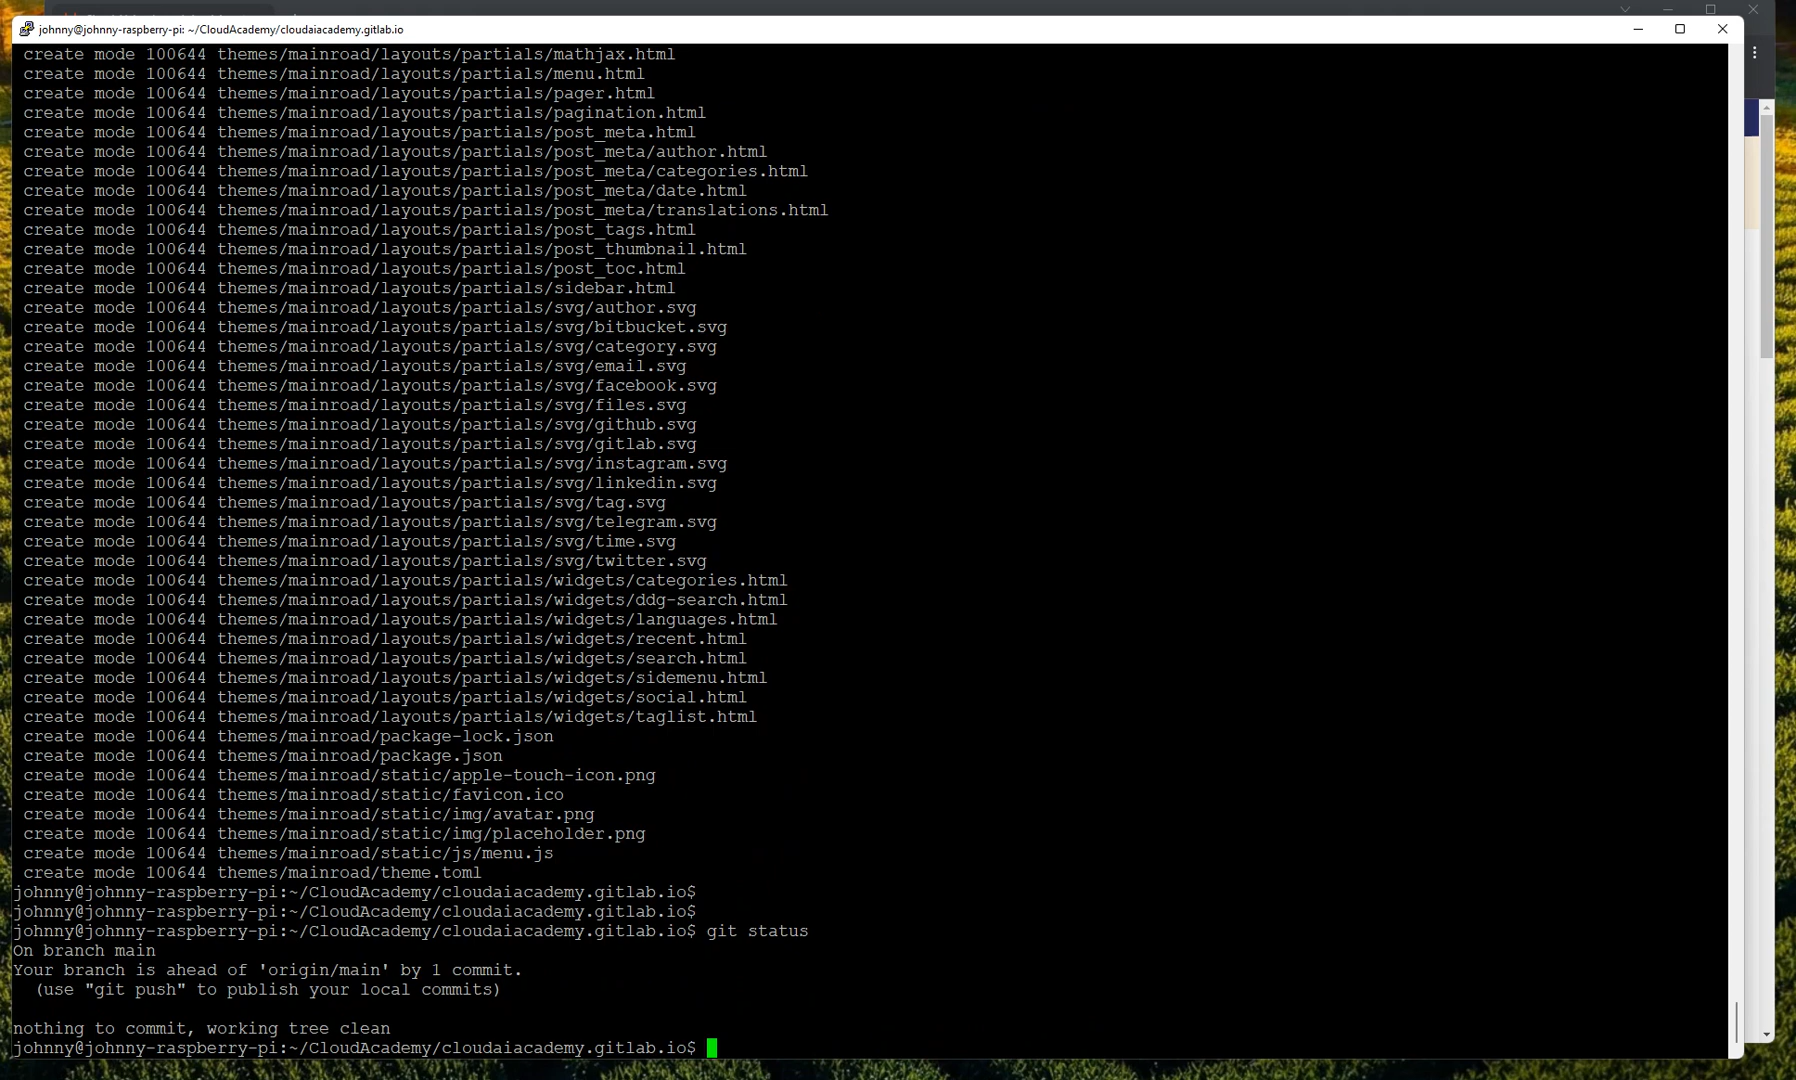 johnny@johnny-raspberry-pi: ~/CloudAcademy/cloudaiacademy.gitlab.io
create mode 100644 themes/mainroad/layouts/partials/mathjax.html
create mode 100644 themes/mainroad/layouts/partials/menu.html
create mode 100644 themes/mainroad/layouts/partials/pager.html
create mode 100644 themes/mainroad/layouts/partials/pagination.html
create mode 100644 themes/mainroad/layouts/partials/post_meta.html
create mode 100644 themes/mainroad/layouts/partials/post_meta/author.html
create mode 100644 themes/mainroad/layouts/partials/post_meta/categories.html
create mode 100644 themes/mainroad/layouts/partials/post_meta/date.html
create mode 100644 themes/mainroad/layouts/partials/post_meta/translations.html
create mode 100644 themes/mainroad/layouts/partials/post_tags.html
create mode 100644 themes/mainroad/layouts/partials/post_thumbnail.html
create mode 100644 themes/mainroad/layouts/partials/post_toc.html
create mode 100644 themes/mainroad/layouts/partials/sidebar.html
create mode 100644 themes/mainroad/layouts/partials/svg/author.svg
create mode 100644 themes/mainroad/layouts/partials/svg/bitbucket.svg
create mode 100644 themes/mainroad/layouts/partials/svg/category.svg
create mode 100644 themes/mainroad/layouts/partials/svg/email.svg
create mode 100644 themes/mainroad/layouts/partials/svg/facebook.svg
create mode 100644 themes/mainroad/layouts/partials/svg/files.svg
create mode 100644 themes/mainroad/layouts/partials/svg/github.svg
create mode 100644 themes/mainroad/layouts/partials/svg/gitlab.svg
create mode 100644 themes/mainroad/layouts/partials/svg/instagram.svg
create mode 100644 themes/mainroad/layouts/partials/svg/linkedin.svg
create mode 100644 themes/mainroad/layouts/partials/svg/tag.svg
create mode 100644 themes/mainroad/layouts/partials/svg/telegram.svg
create mode 100644 themes/mainroad/layouts/partials/svg/time.svg
create mode 100644 themes/mainroad/layouts/partials/svg/twitter.svg
create mode 100644 themes/mainroad/layouts/partials/widgets/categories.html
create mode 100644 themes/mainroad/layouts/partials/widgets/ddg-search.html
create mode 100644 themes/mainroad/layouts/partials/widgets/languages.html
create mode 100644 themes/mainroad/layouts/partials/widgets/recent.html
create mode 100644 themes/mainroad/layouts/partials/widgets/search.html
create mode 100644 themes/mainroad/layouts/partials/widgets/sidemenu.html
create mode 100644 themes/mainroad/layouts/partials/widgets/social.html
create mode 100644 themes/mainroad/layouts/partials/widgets/taglist.html
create mode 100644 themes/mainroad/package-lock.json
create mode 100644 themes/mainroad/package.json
create mode 100644 themes/mainroad/static/apple-touch-icon.png
create mode 100644 themes/mainroad/static/favicon.ico
create mode 100644 themes/mainroad/static/img/avatar.png
create mode 100644 themes/mainroad/static/img/placeholder.png
create mode 100644 themes/mainroad/static/js/menu.js
create mode 100644 themes/mainroad/theme.toml
johnny@johnny-raspberry-pi:~/CloudAcademy/cloudaiacademy.gitlab.io$
johnny@johnny-raspberry-pi:~/CloudAcademy/cloudaiacademy.gitlab.io$
johnny@johnny-raspberry-pi:~/CloudAcademy/cloudaiacademy.gitlab.io$ git status
On branch main
Your branch is ahead of 'origin/main' by 1 commit.
(use "git push" to publish your local commits)
nothing to commit, working tree clean
johnny@johnny-raspberry-pi:~/CloudAcademy/cloudaiacademy.gitlab.io$